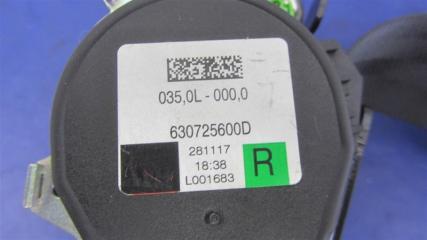 035,0L - 000,0
630725600D
281117
18:38
L001683
R